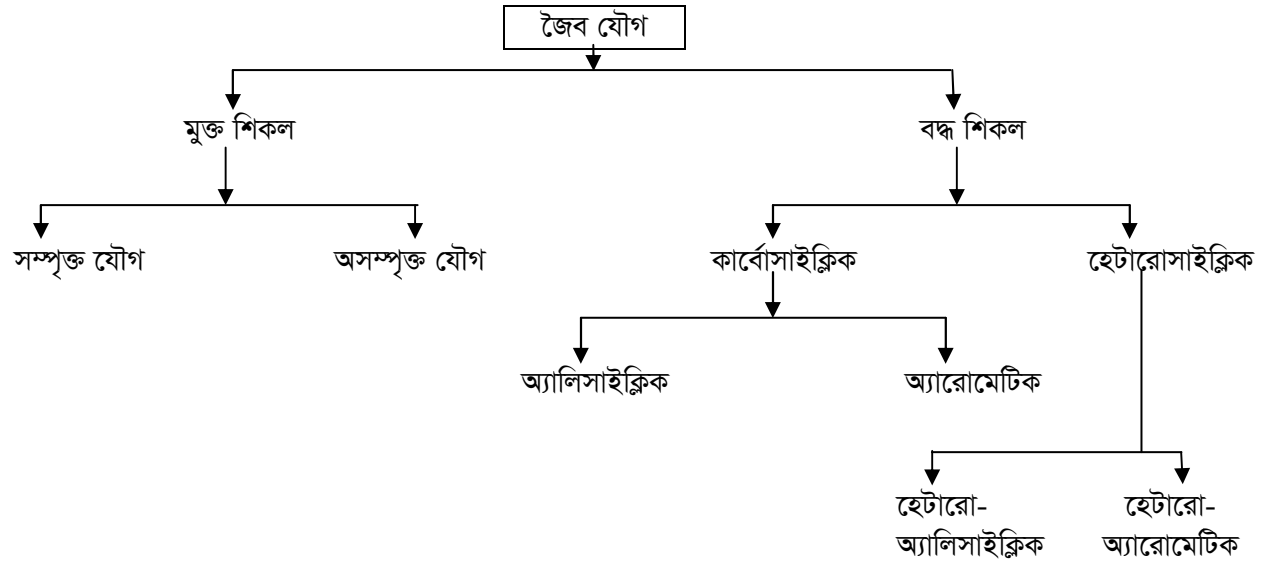 জৈব যৌগ
মুক্ত শিকল
বদ্ধ শিকল
সম্পৃক্ত যৌগ
অসম্পৃক্ত যৌগ
কার্বোসাইক্লিক
হেটারোসাইক্লিক
অ্যালিসাইক্লিক
অ্যারোমেটিক
হেটারো-
অ্যালিসাইক্লিক
হেটারো-
অ্যারোমেটিক